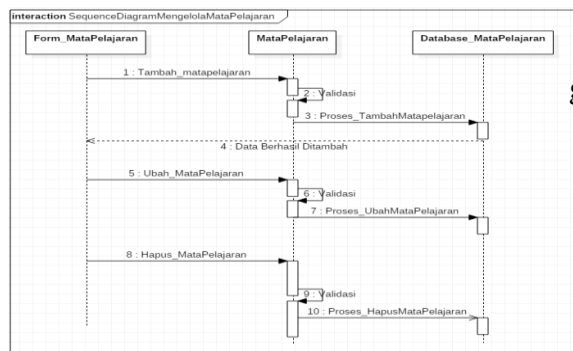 interaction SequenceDiagramMengelolaMataPelajaran
Form_MataPelajaran
MataPelajaran
Database_MataPelajaran
1 : Tambah_matapelajaran
2 : Validasi
3 : Proses_TambahMatapelajaran
4 : Data Berhasil Ditambah
5 : Ubah_MataPelajaran
6 : Validasi
7 : Proses_UbahMataPelajaran
8 : Hapus_MataPelajaran
9 : Validasi
10 : Proses_HapusMataPelajaran